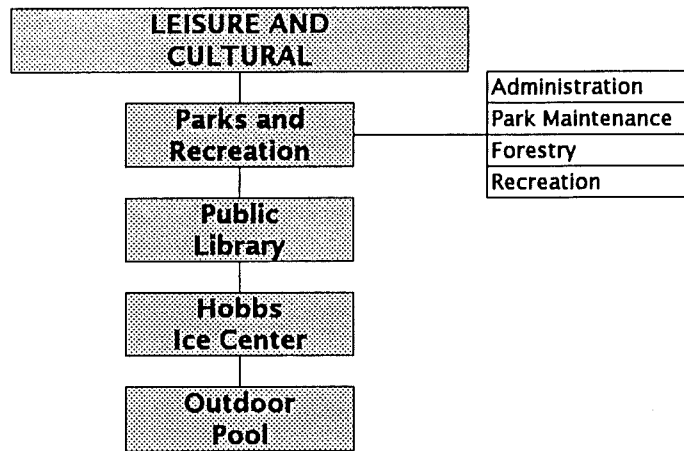 LEISURE AND
CULTURAL
Parks and
Recreation
Administration
Park Maintenance
Forestry
Recreation
Public
Library
Hobbs
Ice Center
Outdoor
Pool